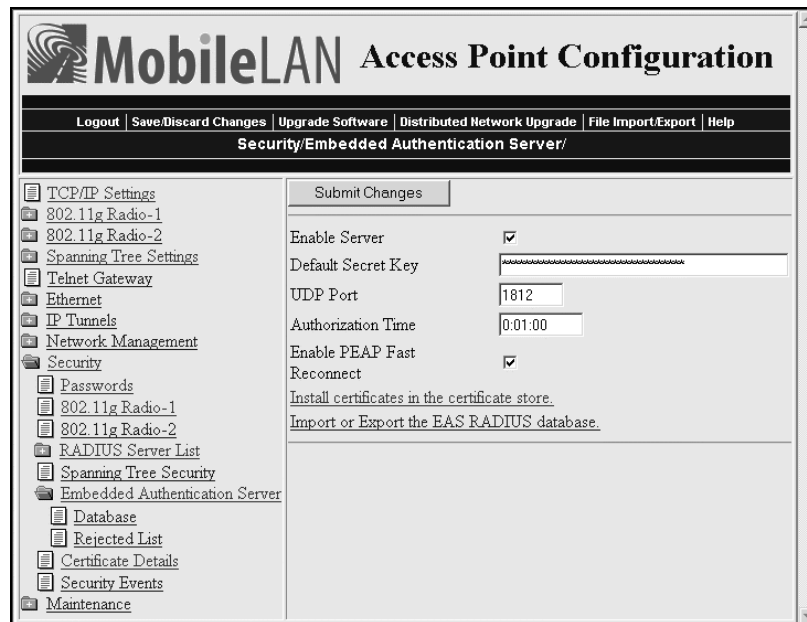 MobileLAN Access Point Configuration
Logout | Save/Discard Changes | Upgrade Software | Distributed Network Upgrade | File Import/Export | Help
Security/Embedded Authentication Server/
TCP/IP Settings
802.11g Radio-1
802.11g Radio-2
Spanning Tree Settings
Telnet Gateway
Ethernet
IP Tunnels
Network Management
Security
Passwords
802.11g Radio-1
802.11g Radio-2
RADIUS Server List
Spanning Tree Security
Embedded Authentication Server
Database
Rejected List
Certificate Details
Security Events
Maintenance
Submit Changes
Enable Server
Default Secret Key
UDP Port 1812
Authorization Time 0:01:00
Enable PEAP Fast
Reconnect
Install certificates in the certificate store.
Import or Export the EAS RADIUS database.